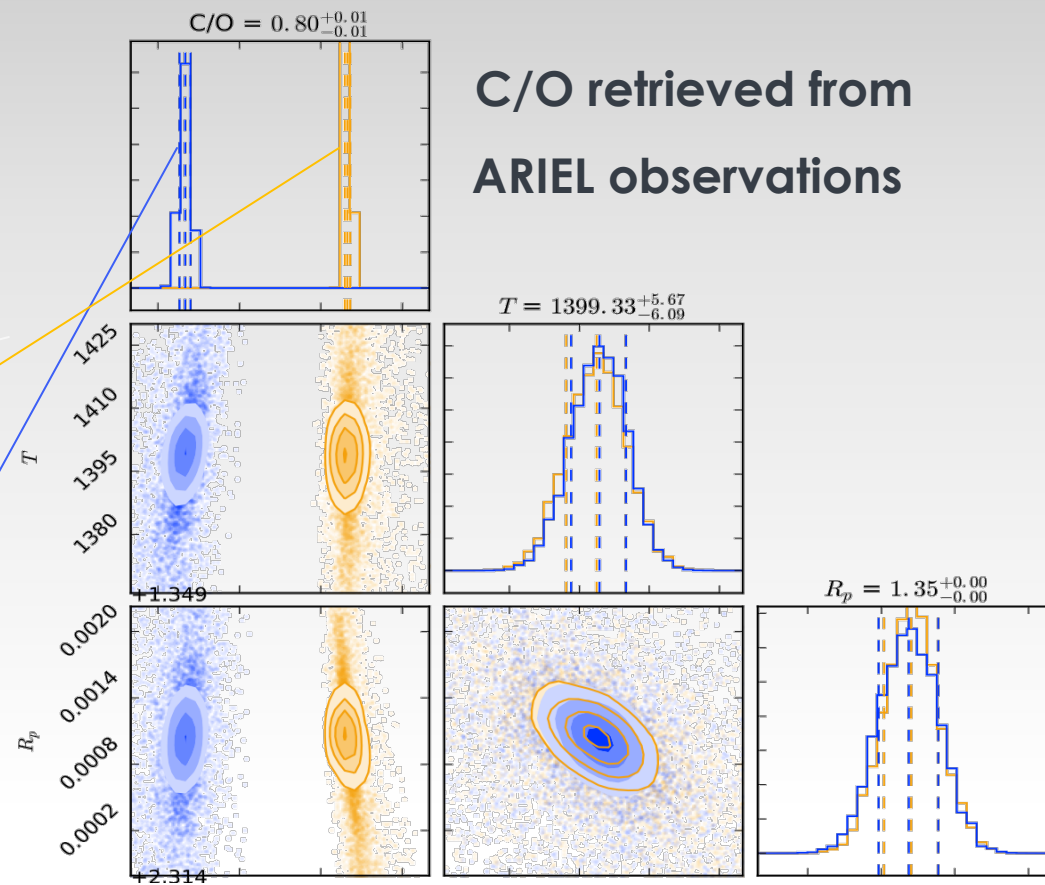 C/O = 0.80^{+0.01}_{-0.01}
C/O retrieved from
ARIEL observations
T = 1399.33^{+5.67}_{-6.09}
1425
1410
1395
1380
T
+1.349
R_p = 1.35^{+0.00}_{-0.00}
0.0020
0.0014
0.0008
0.0002
R_p
+2.314